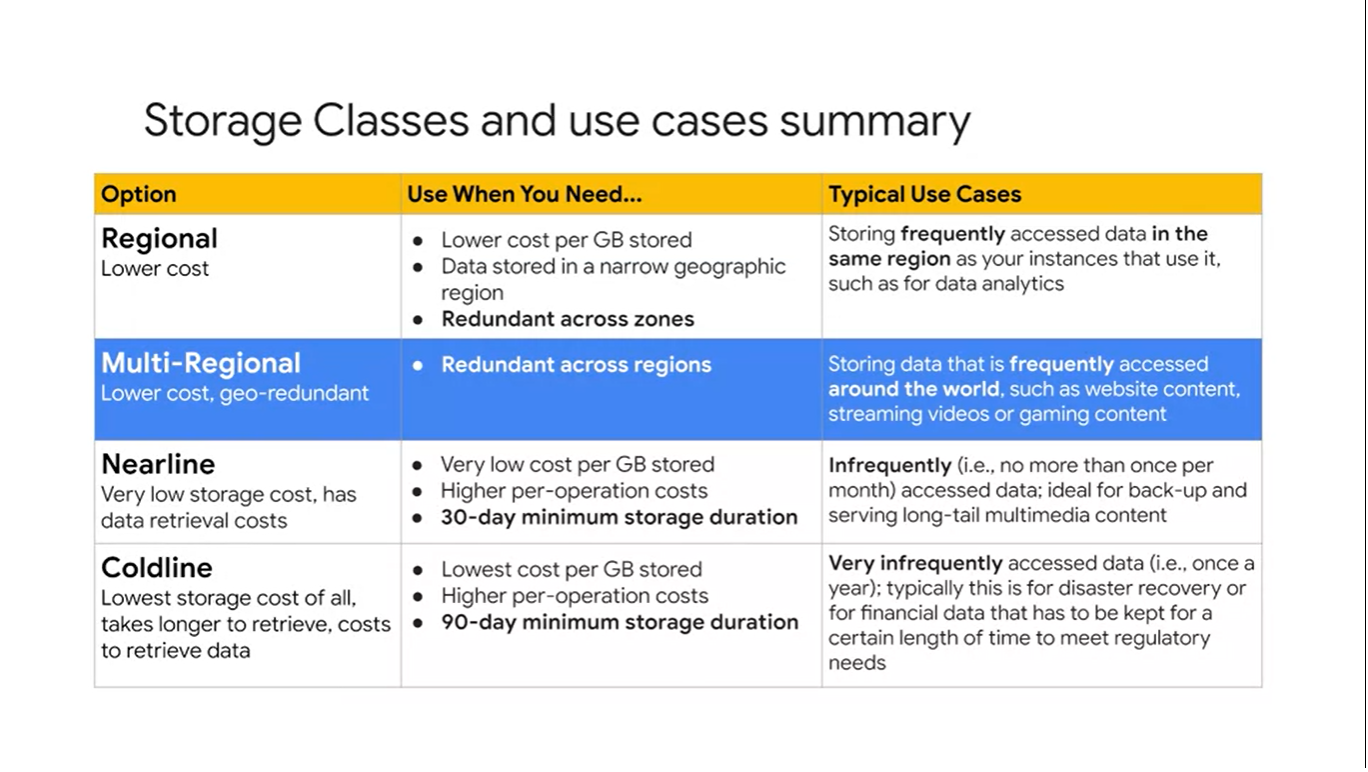 Storage Classes and use cases summary
Option
Use When You Need...
Typical Use Cases
Regional
Lower cost
● Lower cost per GB stored
● Data stored in a narrow geographic
region
● Redundant across zones
Storing frequently accessed data in the
same region as your instances that use it,
such as for data analytics
Multi-Regional
Lower cost, geo-redundant
● Redundant across regions
Storing data that is frequently accessed
around the world, such as website content,
streaming videos or gaming content
Nearline
Very low storage cost, has
data retrieval costs
● Very low cost per GB stored
● Higher per-operation costs
● 30-day minimum storage duration
Infrequently (i.e., no more than once per
month) accessed data; ideal for back-up and
serving long-tail multimedia content
Coldline
Lowest storage cost of all,
takes longer to retrieve, costs
to retrieve data
● Lowest cost per GB stored
● Higher per-operation costs
● 90-day minimum storage duration
Very infrequently accessed data (i.e., once a
year); typically this is for disaster recovery or
for financial data that has to be kept for a
certain length of time to meet regulatory
needs